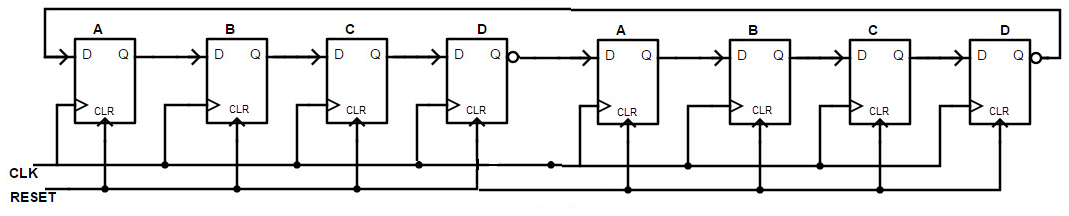 A B C D A B C D
D Q D Q D Q D Q D Q D Q D Q D Q
CLR CLR CLR CLR CLR CLR CLR CLR
CLK
RESET